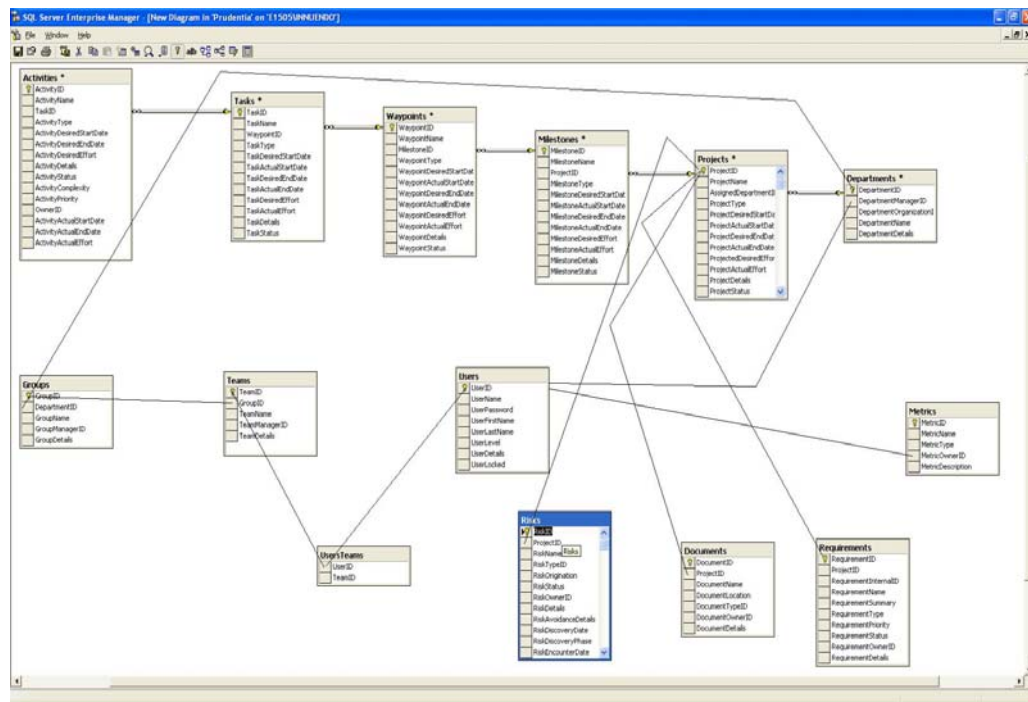 SQL Server Enterprise Manager - [New Diagram in 'Prudentia' on 'E1505\INNUENDO']
File Window Help
Activities *
ActivityID
ActivityName
TaskID
ActivityType
ActivityDesiredStartDate
ActivityDesiredEndDate
ActivityDesiredEffort
ActivityDetails
ActivityStatus
ActivityComplexity
ActivityPriority
OwnerID
ActivityActualStartDate
ActivityActualEndDate
ActivityActualEffort
Tasks *
TaskID
TaskName
WaypointID
TaskType
TaskDesiredStartDate
TaskActualStartDate
TaskDesiredEndDate
TaskActualEndDate
TaskDesiredEffort
TaskActualEffort
TaskDetails
TaskStatus
Waypoints *
WaypointID
WaypointName
MilestoneID
WaypointType
WaypointDesiredStartDat
WaypointActualStartDate
WaypointDesiredEndDate
WaypointActualEndDate
WaypointDesiredEffort
WaypointActualEffort
WaypointDetails
WaypointStatus
Milestones *
MilestoneID
MilestoneName
ProjectID
MilestoneType
MilestoneDesiredStartDat
MilestoneActualStartDate
MilestoneDesiredEndDate
MilestoneActualEndDate
MilestoneDesiredEffort
MilestoneActualEffort
MilestoneDetails
MilestoneStatus
Projects *
ProjectID
ProjectName
AssignedDepartmentID
ProjectType
ProjectDesiredStartDa
ProjectActualStartDat
ProjectDesiredEndDat
ProjectActualEndDate
ProjectedDesiredEffor
ProjectActualEffort
ProjectDetails
ProjectStatus
Departments *
DepartmentID
DepartmentManagerID
DepartmentOrganizationI
DepartmentName
DepartmentDetails
Groups
GroupID
DepartmentID
GroupName
GroupManagerID
GroupDetails
Teams
TeamID
GroupID
TeamName
TeamManagerID
TeamDetails
Users
UserID
UserName
UserPassword
UserFirstName
UserLastName
UserLevel
UserDetails
UserLocked
Metrics
MetricID
MetricName
MetricType
MetricOwnerID
MetricDescription
UsersTeams
UserID
TeamID
Risks
RiskID
ProjectID
RiskName
Risks
RiskTypeID
RiskOrigination
RiskStatus
RiskOwnerID
RiskDetails
RiskAvoidanceDetails
RiskDiscoveryDate
RiskDiscoveryPhase
RiskEncounterDate
Documents
DocumentID
ProjectID
DocumentName
DocumentLocation
DocumentTypeID
DocumentOwnerID
DocumentDetails
Requirements
RequirementID
ProjectID
RequirementInternalID
RequirementName
RequirementSummary
RequirementType
RequirementPriority
RequirementStatus
RequirementOwnerID
RequirementDetails